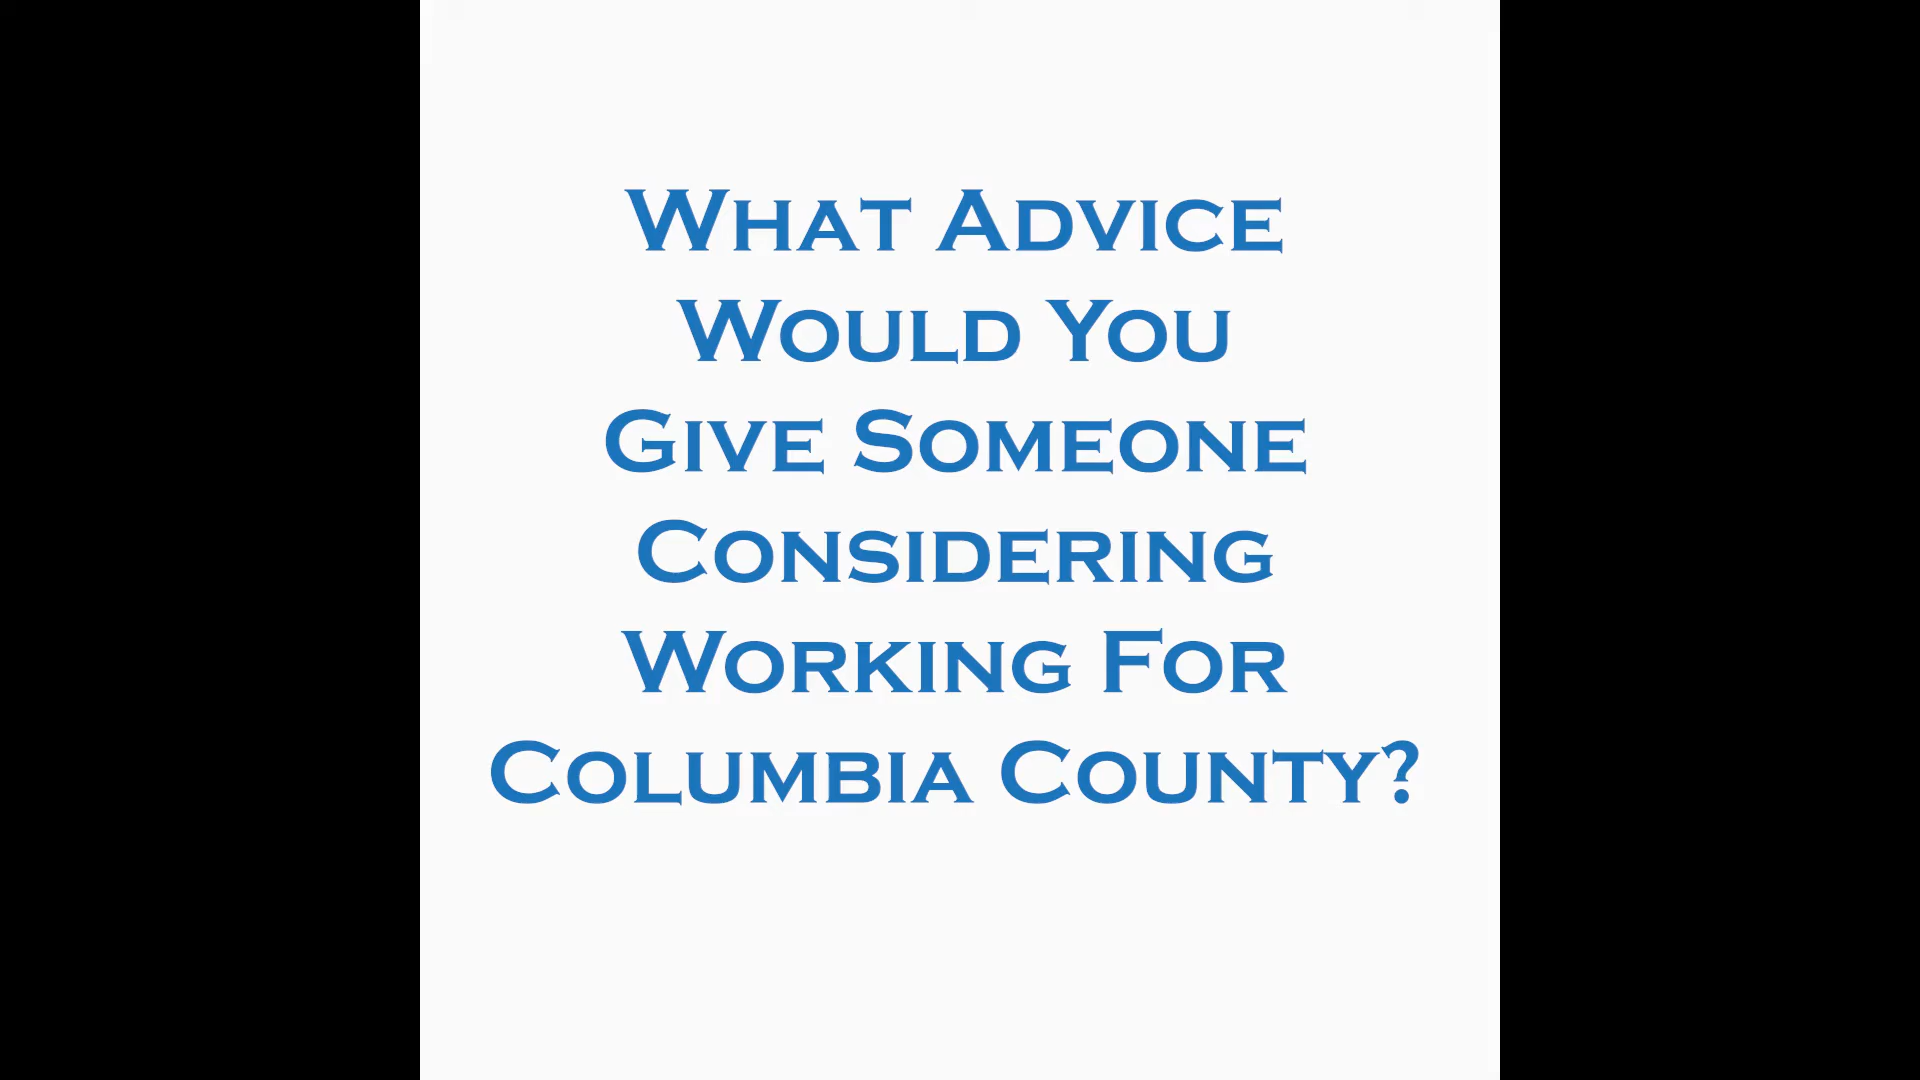 What Advice
Would You
Give Someone
Considering
Working For
Columbia County?